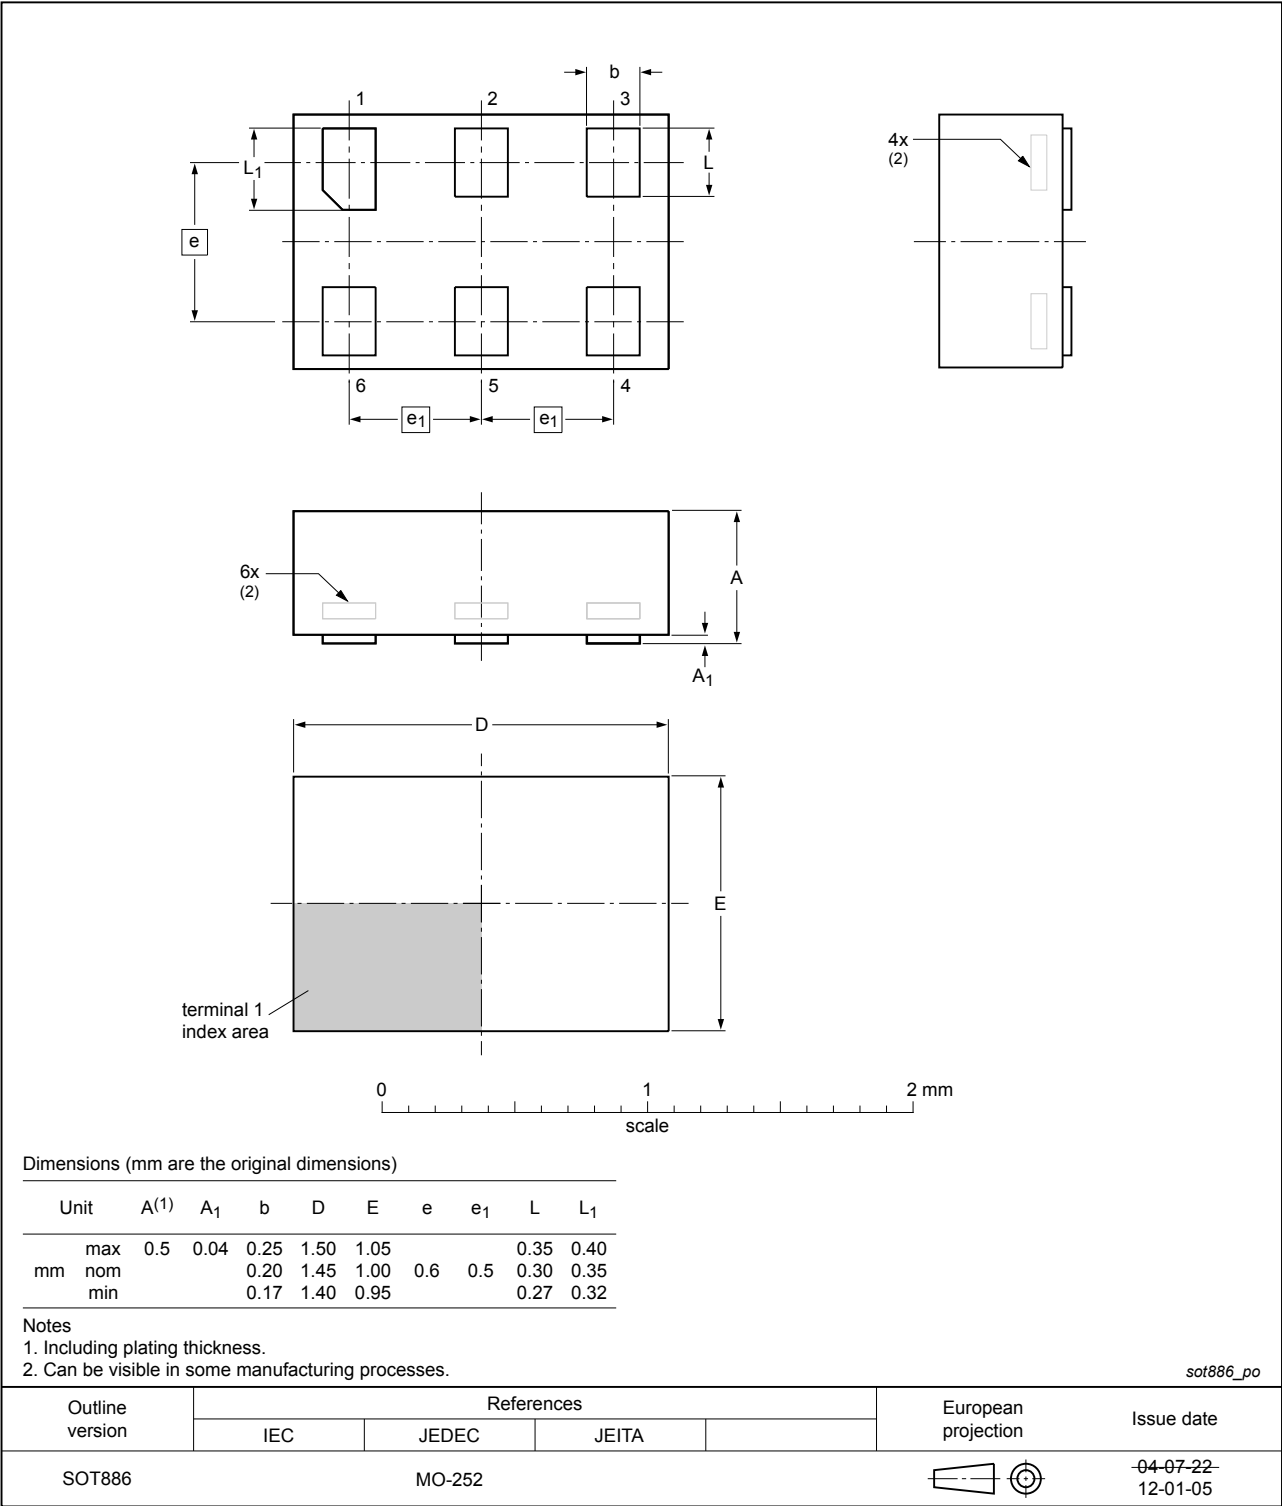 1 2 b 3
L1 L
4x
(2)
e
6 5 4
e1 e1
6x
(2)
A
A1
D
E
terminal 1
index area
0 1 2 mm
scale
Dimensions (mm are the original dimensions)
Unit A(1) A1 b D E e e1 L L1
max 0.5 0.04 0.25 1.50 1.05 0.35 0.40
mm nom 0.20 1.45 1.00 0.6 0.5 0.30 0.35
min 0.17 1.40 0.95 0.27 0.32
Notes
1. Including plating thickness.
2. Can be visible in some manufacturing processes.
sot886_po
Outline
version
References
IEC JEDEC JEITA
European
projection
Issue date
SOT886 MO-252
04-07-22
12-01-05